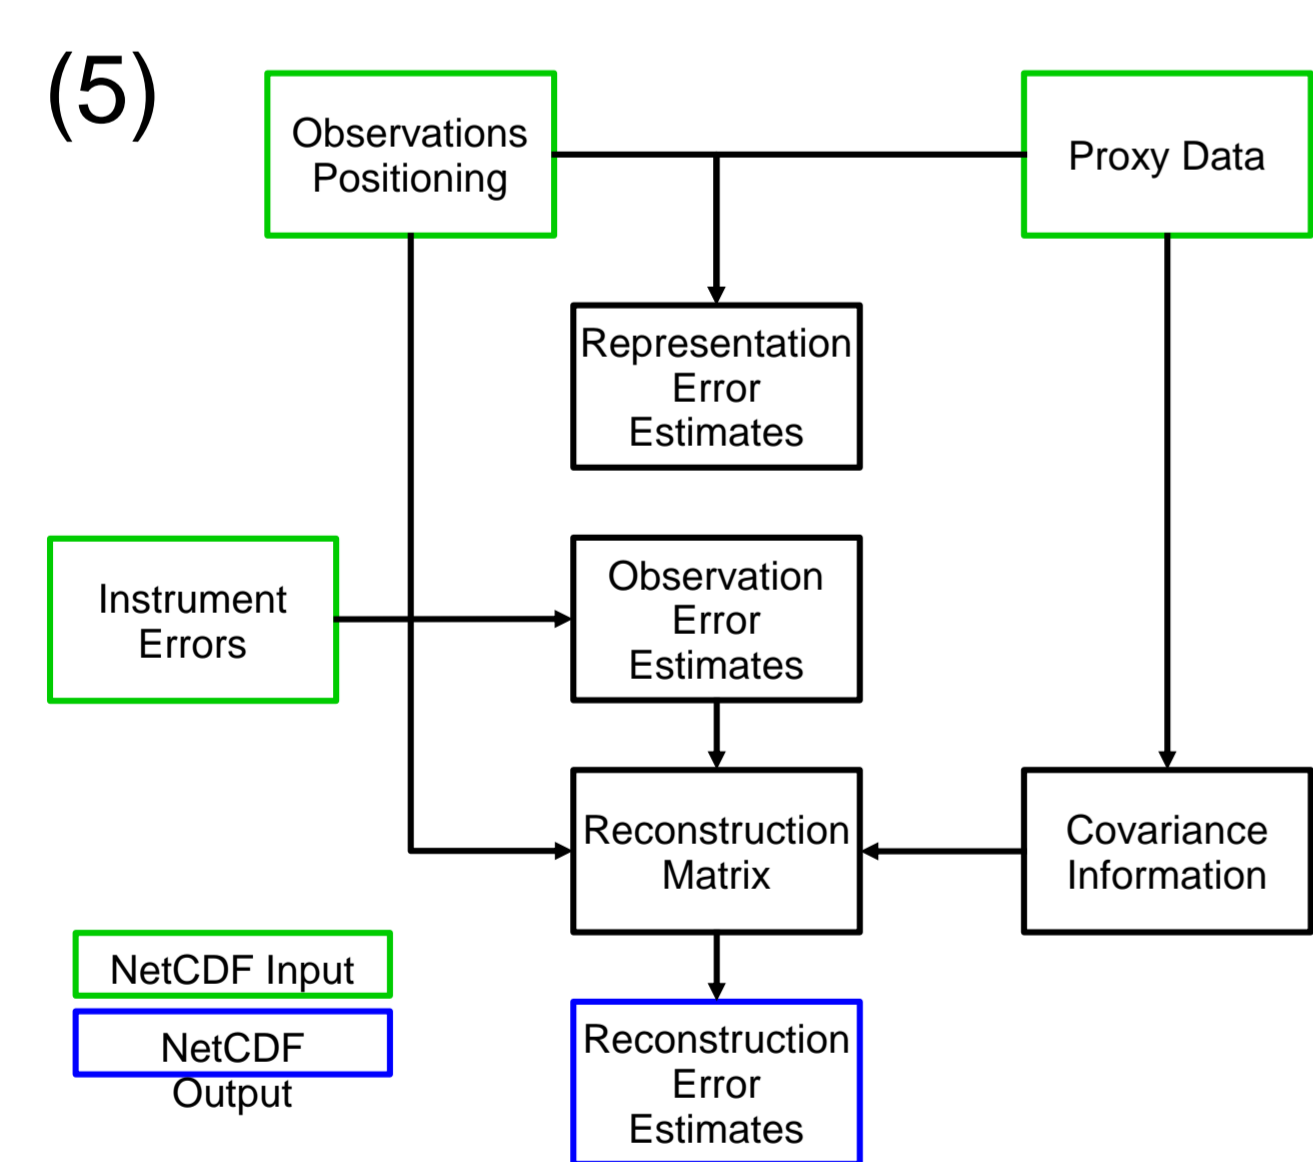 (5)
Observations
Positioning
Proxy Data
Representation
Error
Estimates
Instrument
Errors
Observation
Error
Estimates
Reconstruction
Matrix
Covariance
Information
NetCDF Input
NetCDF
Output
Reconstruction
Error
Estimates